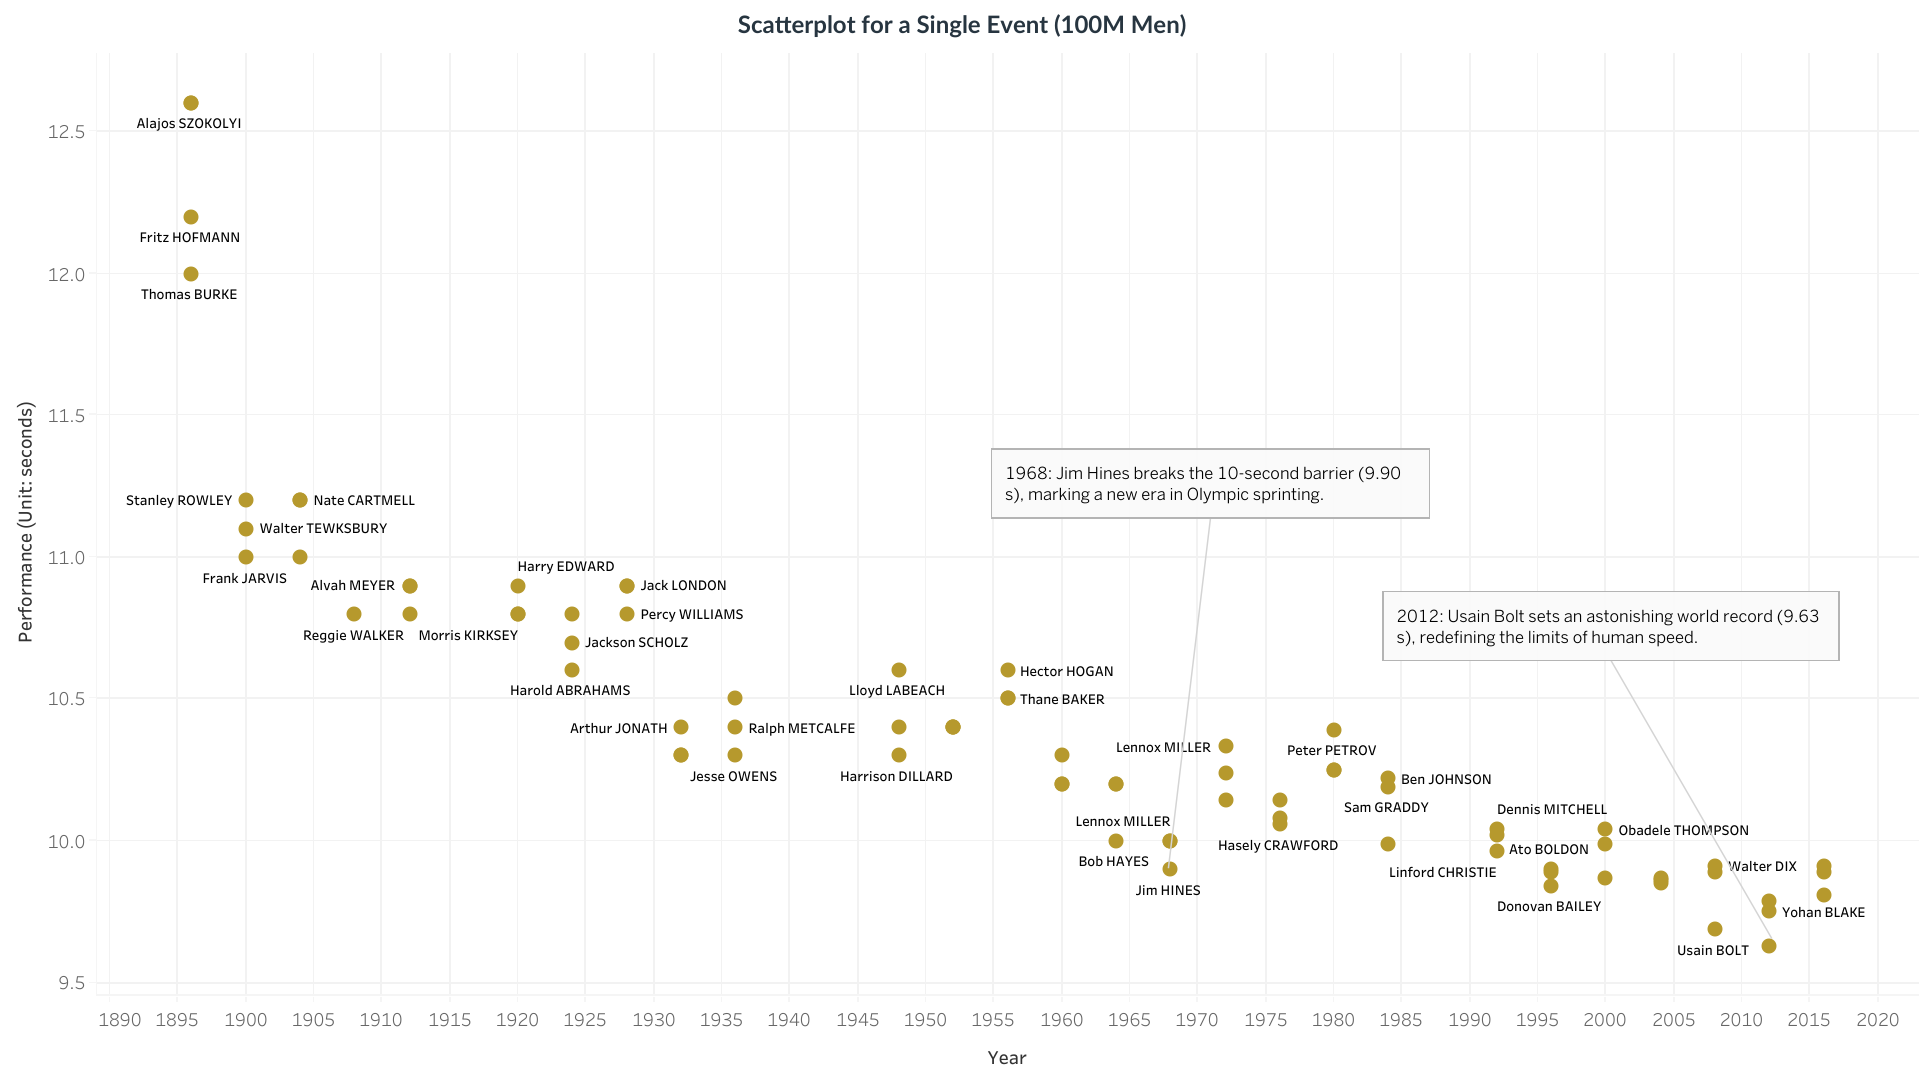 Scatterplot for a Single Event (100M Men)
Performance (Unit: seconds)
12.5
12.0
11.5
11.0
10.5
10.0
9.5
Alajos SZOKOLYI
Fritz HOFMANN
Thomas BURKE
1968: Jim Hines breaks the 10-second barrier (9.90
s), marking a new era in Olympic sprinting.
Stanley ROWLEY
Nate CARTMELL
Walter TEWKSBURY
Frank JARVIS
Harry EDWARD
Alvah MEYER
Jack LONDON
Percy WILLIAMS
Reggie WALKER
Morris KIRKSEY
Jackson SCHOLZ
2012: Usain Bolt sets an astonishing world record (9.63
s), redefining the limits of human speed.
Harold ABRAHAMS
Lloyd LABEACH
Hector HOGAN
Thane BAKER
Arthur JONATH
Ralph METCALFE
Jesse OWENS
Harrison DILLARD
Lennox MILLER
Peter PETROV
Ben JOHNSON
Sam GRADDY
Dennis MITCHELL
Lennox MILLER
Obadele THOMPSON
Hasely CRAWFORD
Ato BOLDON
Bob HAYES
Linford CHRISTIE
Walter DIX
Jim HINES
Donovan BAILEY
Yohan BLAKE
Usain BOLT
1890 1895 1900 1905 1910 1915 1920 1925 1930 1935 1940 1945 1950 1955 1960 1965 1970 1975 1980 1985 1990 1995 2000 2005 2010 2015 2020
Year